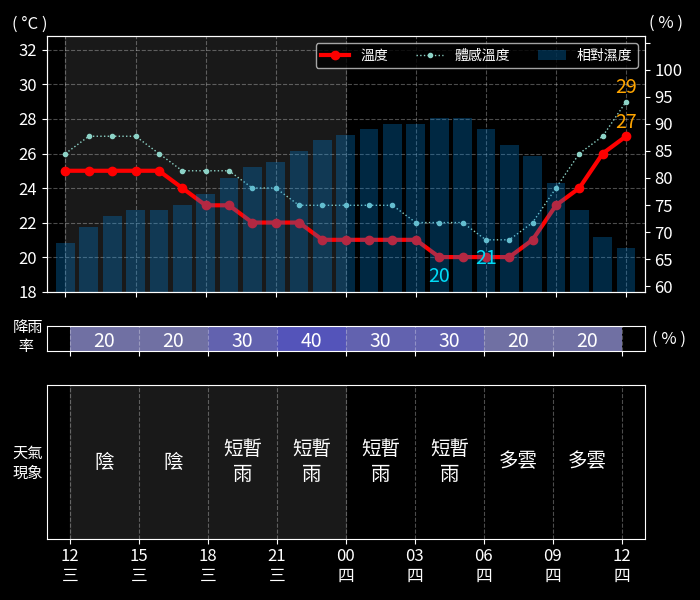 ( °C )
( % )
溫度
體感溫度
相對濕度
32
30
28
26
24
22
20
18
100
95
90
85
80
75
70
65
60
29
27
20
21
降雨
率
20 20 30 40 30 30 20 20
( % )
天氣
現象
陰 陰 短暫雨 短暫雨 短暫雨 短暫雨 多雲 多雲
12 15 18 21 00 03 06 09 12
三 三 三 三 四 四 四 四 四